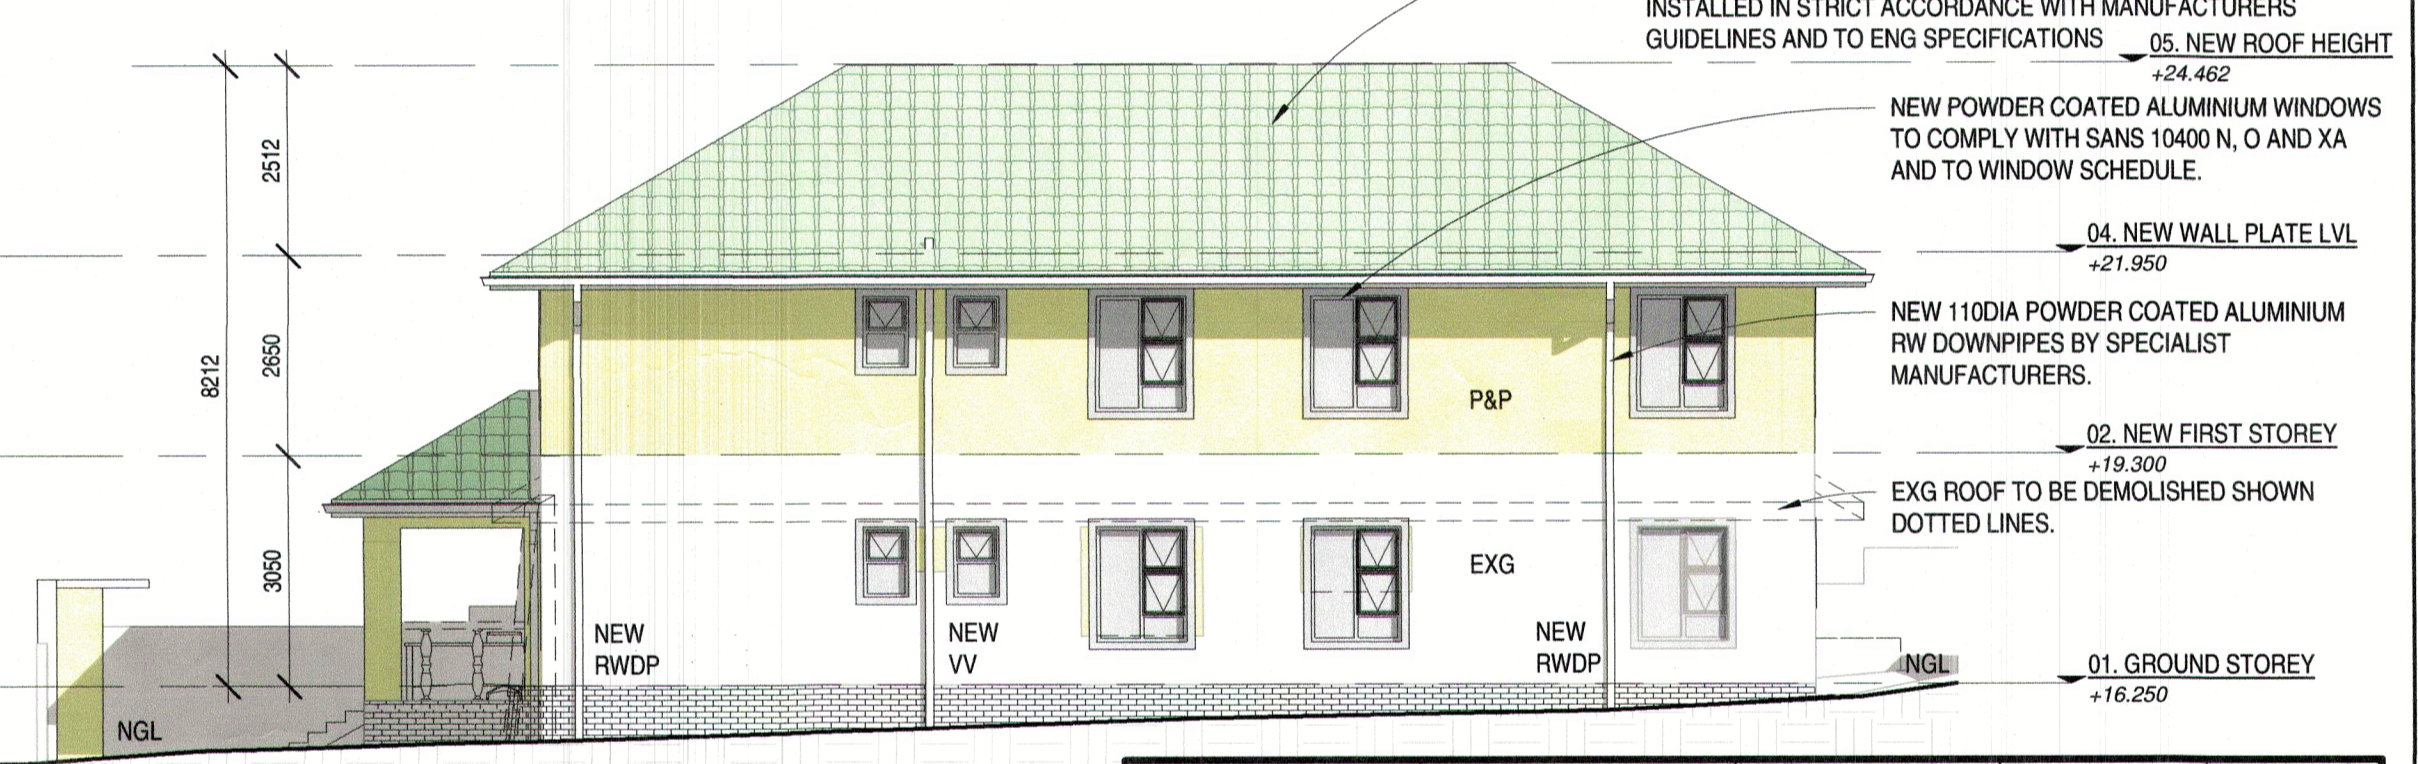 INSTALLED IN STRICT ACCORDANCE WITH MANUFACTURERS
GUIDELINES AND TO ENG SPECIFICATIONS
05. NEW ROOF HEIGHT
+24.462
NEW POWDER COATED ALUMINIUM WINDOWS
TO COMPLY WITH SANS 10400 N, O AND XA
AND TO WINDOW SCHEDULE.
04. NEW WALL PLATE LVL
+21.950
NEW 110DIA POWDER COATED ALUMINIUM
RW DOWNPIPES BY SPECIALIST
MANUFACTURERS.
02. NEW FIRST STOREY
+19.300
EXG ROOF TO BE DEMOLISHED SHOWN
DOTTED LINES.
01. GROUND STOREY
+16.250
2512
2650
8212
3050
P&P
EXG
NEW
RWDP
NEW
VV
NEW
RWDP
NGL
NGL